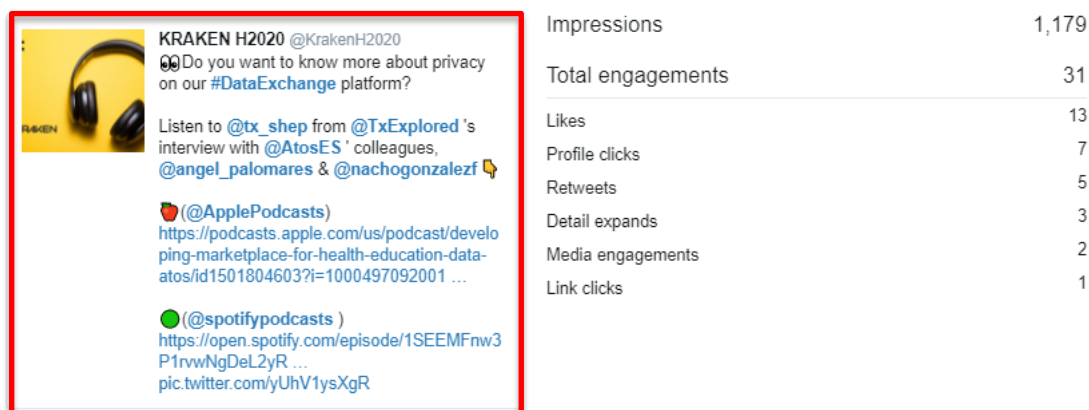 KRAKEN H2020 @KrakenH2020
👀Do you want to know more about privacy
on our #DataExchange platform?
Listen to @tx_shep from @TxExplored 's
interview with @AtosES ' colleagues,
@angel_palomares & @nachogonzalezf 👇
🍎(@ApplePodcasts)
https://podcasts.apple.com/us/podcast/develo
ping-marketplace-for-health-education-data-
atos/id1501804603?i=1000497092001 …
🟢(@spotifypodcasts )
https://open.spotify.com/episode/1SEEMFnw3
P1rvwNgDeL2yR …
pic.twitter.com/yUhV1ysXgR
Impressions 1,179
Total engagements 31
Likes 13
Profile clicks 7
Retweets 5
Detail expands 3
Media engagements 2
Link clicks 1